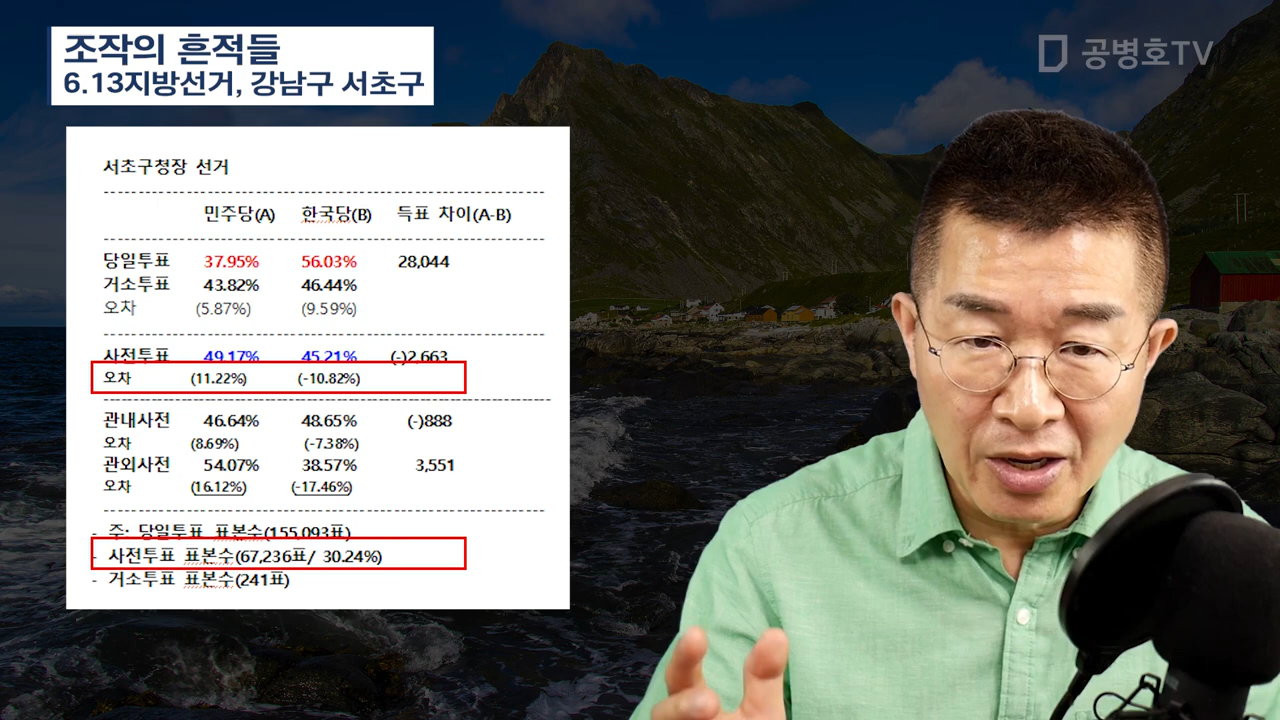 조작의 흔적들
6.13지방선거, 강남구 서초구
공병호TV
서초구청장 선거
민주당(A) 한국당(B) 득표 차이(A-B)
당일투표 37.95% 56.03% 28,044
거소투표 43.82% 46.44%
오차 (5.87%) (9.59%)
사전투표 49.17% 45.21% (-)2,663
오차 (11.22%) (-10.82%)
관내사전 46.64% 48.65% (-)888
오차 (8.69%) (-7.38%)
관외사전 54.07% 38.57% 3,551
오차 (16.12%) (-17.46%)
- 주: 당일투표 표본수(155,093표)
- 사전투표 표본수(67,236표/ 30.24%)
- 거소투표 표본수(241표)